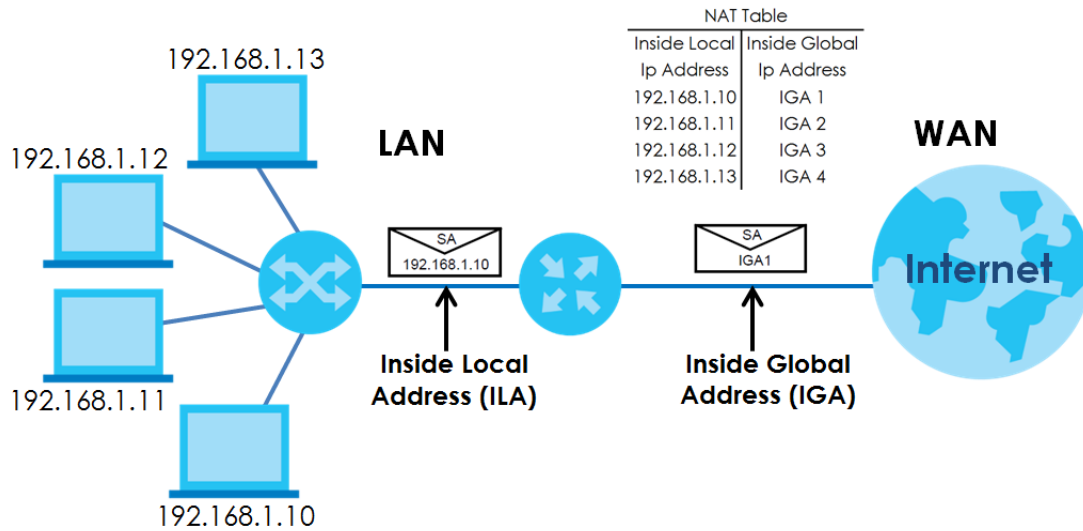 NAT Table
Inside Local Inside Global
Ip Address Ip Address
192.168.1.10 IGA 1
192.168.1.11 IGA 2
192.168.1.12 IGA 3
192.168.1.13 IGA 4
192.168.1.13
LAN
WAN
192.168.1.12
SA
192.168.1.10
SA
IGA1
Internet
Inside Local
Address (ILA)
Inside Global
Address (IGA)
192.168.1.11
192.168.1.10